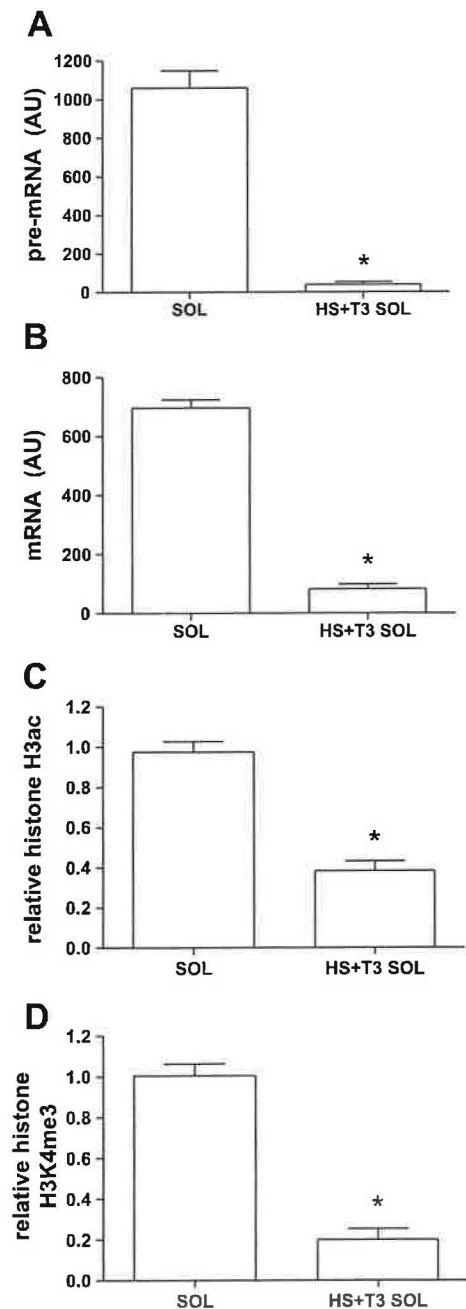 A
pre-mRNA (AU)
1200
1000
800
600
400
200
0
*
SOL
HS+T3 SOL
B
mRNA (AU)
800
600
400
200
0
*
SOL
HS+T3 SOL
C
relative histone H3ac
1.2
1.0
0.8
0.6
0.4
0.2
0.0
*
SOL
HS+T3 SOL
D
relative histone
H3K4me3
1.2
1.0
0.8
0.6
0.4
0.2
0.0
*
SOL
HS+T3 SOL